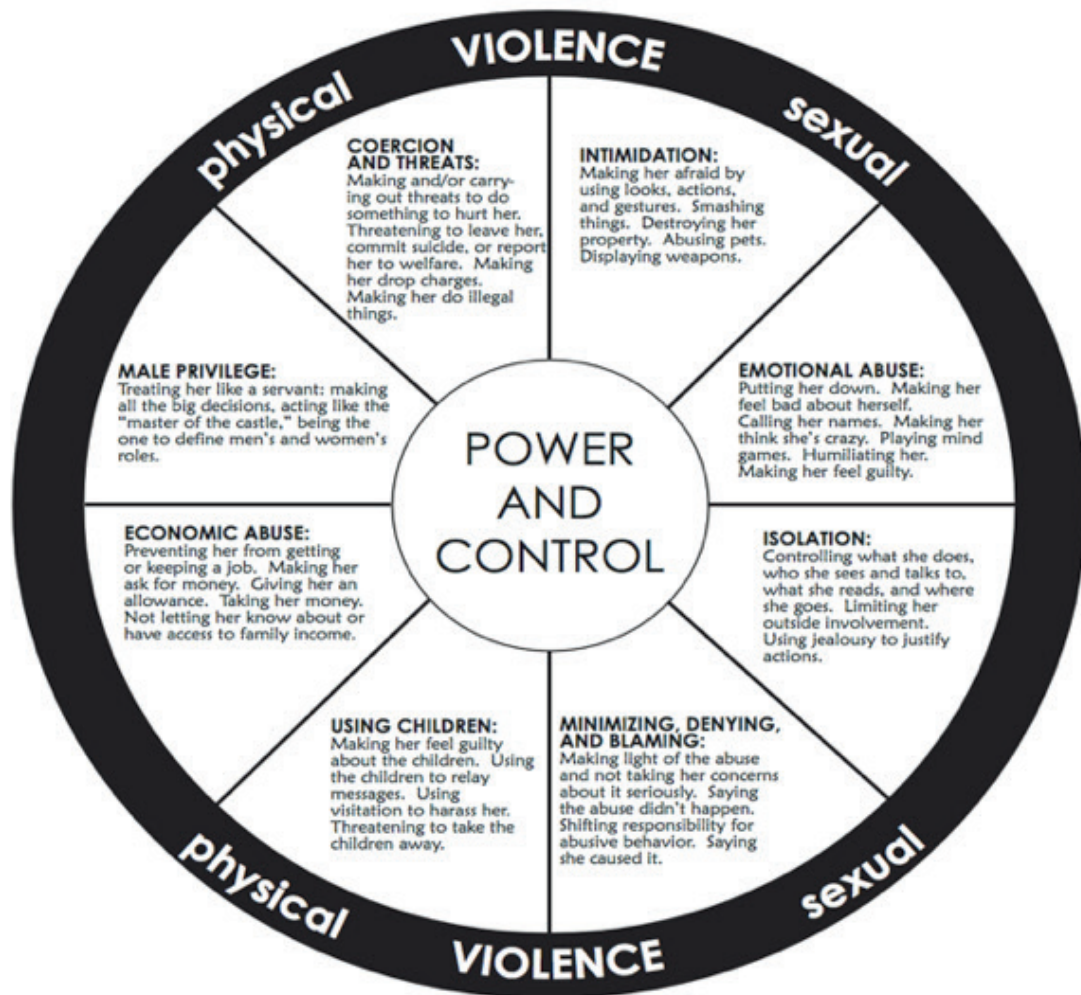 physical VIOLENCE sexual
COERCION
AND THREATS:
Making and/or carry-
ing out threats to do
something to hurt her.
Threatening to leave her,
commit suicide, or report
her to welfare. Making
her drop charges.
Making her do illegal
things.
INTIMIDATION:
Making her afraid by
using looks, actions,
and gestures. Smashing
things. Destroying her
property. Abusing pets.
Displaying weapons.
MALE PRIVILEGE:
Treating her like a servant: making
all the big decisions, acting like the
"master of the castle," being the
one to define men's and women's
roles.
EMOTIONAL ABUSE:
Putting her down. Making her
feel bad about herself.
Calling her names. Making her
think she's crazy. Playing mind
games. Humiliating her.
Making her feel guilty.
POWER
AND
CONTROL
ECONOMIC ABUSE:
Preventing her from getting
or keeping a job. Making her
ask for money. Giving her an
allowance. Taking her money.
Not letting her know about or
have access to family income.
ISOLATION:
Controlling what she does,
who she sees and talks to,
what she reads, and where
she goes. Limiting her
outside involvement.
Using jealousy to justify
actions.
USING CHILDREN:
Making her feel guilty
about the children. Using
the children to relay
messages. Using
visitation to harass her.
Threatening to take the
children away.
MINIMIZING, DENYING,
AND BLAMING:
Making light of the abuse
and not taking her concerns
about it seriously. Saying
the abuse didn't happen.
Shifting responsibility for
abusive behavior. Saying
she caused it.
physical VIOLENCE sexual